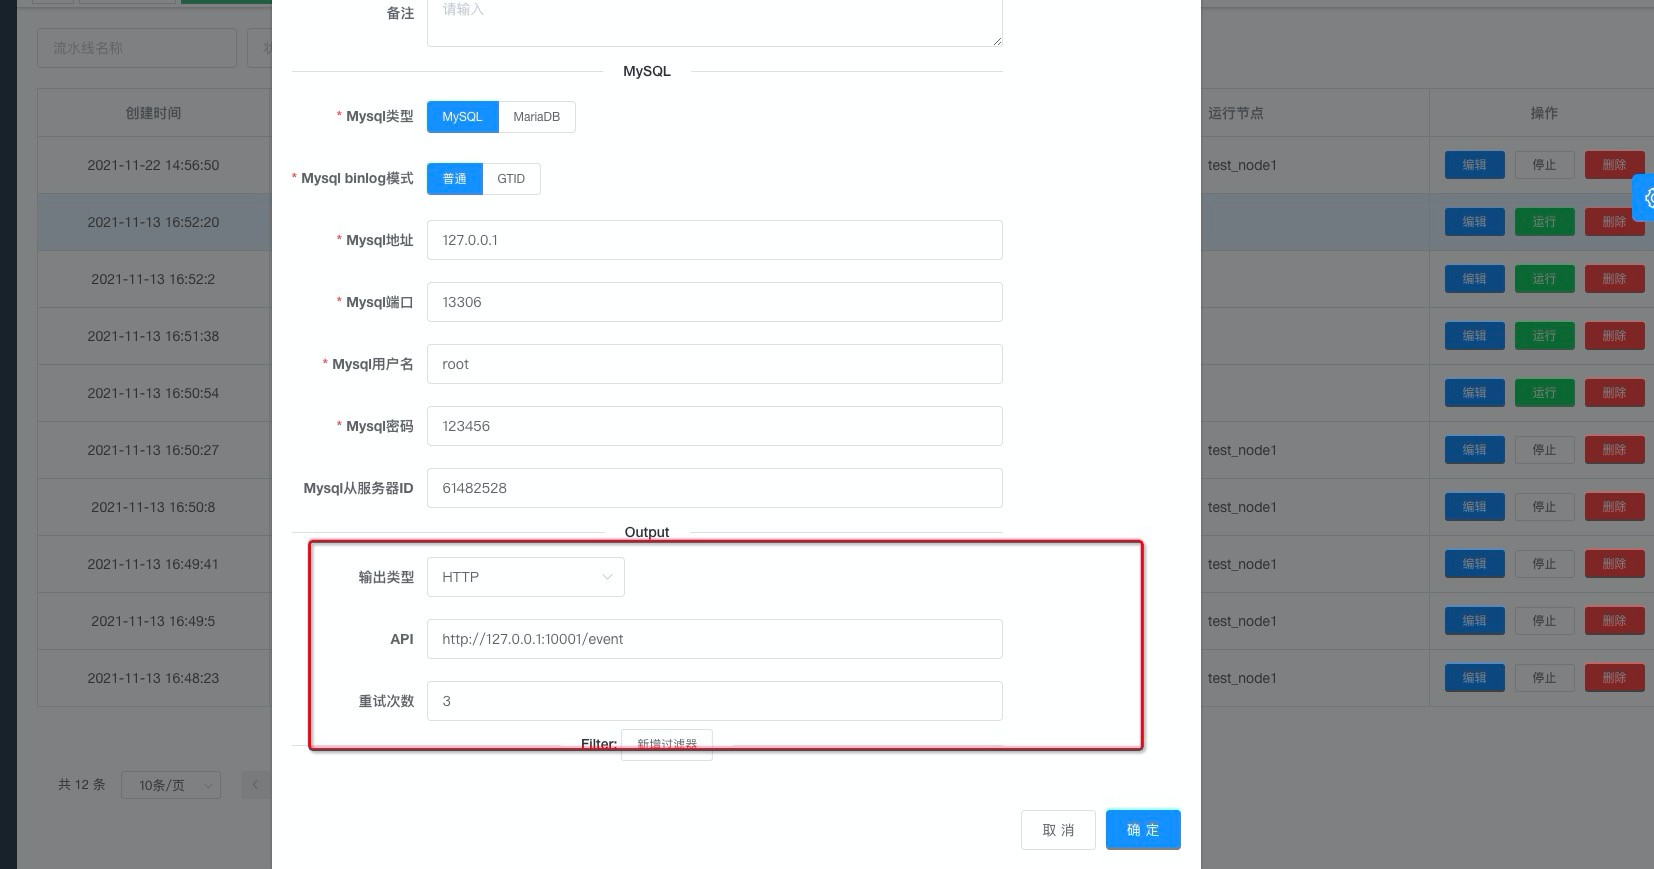 备注
请输入
流水线名称
MySQL
创建时间
运行节点
操作
* Mysql类型
MySQL
MariaDB
2021-11-22 14:56:50
test_node1
编辑
停止
删除
* Mysql binlog模式
普通
GTID
2021-11-13 16:52:20
编辑
运行
删除
* Mysql地址
127.0.0.1
2021-11-13 16:52:2
编辑
运行
删除
* Mysql端口
13306
2021-11-13 16:51:38
编辑
运行
删除
* Mysql用户名
root
2021-11-13 16:50:54
编辑
运行
删除
* Mysql密码
123456
2021-11-13 16:50:27
test_node1
编辑
停止
删除
Mysql从服务器ID
61482528
2021-11-13 16:50:8
test_node1
编辑
停止
删除
Output
2021-11-13 16:49:41
test_node1
编辑
停止
删除
输出类型
HTTP
2021-11-13 16:49:5
test_node1
编辑
停止
删除
API
http://127.0.0.1:10001/event
2021-11-13 16:48:23
test_node1
编辑
停止
删除
重试次数
3
Filter:
新增过滤器
共 12 条
10条/页
取 消
确 定